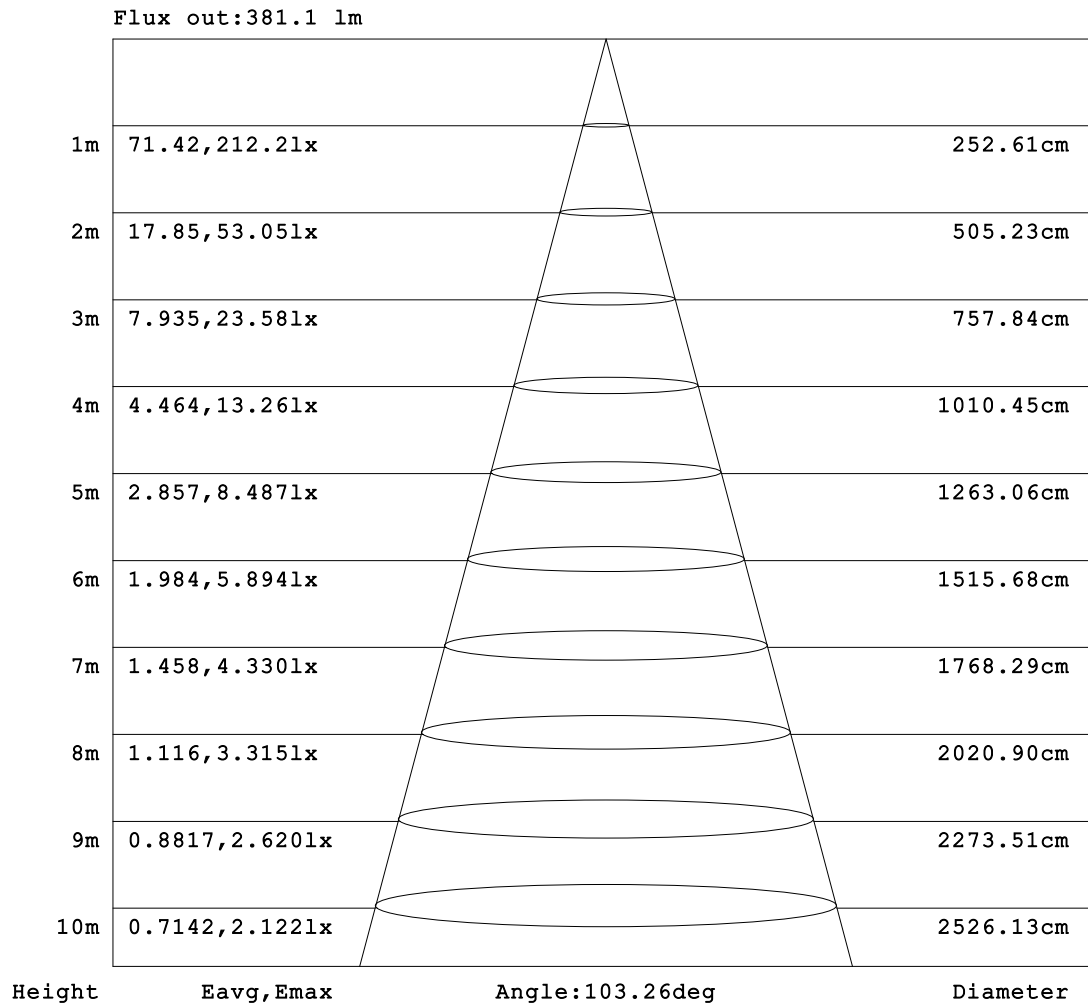 Flux out:381.1 lm
1m 71.42,212.2lx 252.61cm
2m 17.85,53.05lx 505.23cm
3m 7.935,23.58lx 757.84cm
4m 4.464,13.26lx 1010.45cm
5m 2.857,8.487lx 1263.06cm
6m 1.984,5.894lx 1515.68cm
7m 1.458,4.330lx 1768.29cm
8m 1.116,3.315lx 2020.90cm
9m 0.8817,2.620lx 2273.51cm
10m 0.7142,2.122lx 2526.13cm
Height Eavg,Emax Angle:103.26deg Diameter